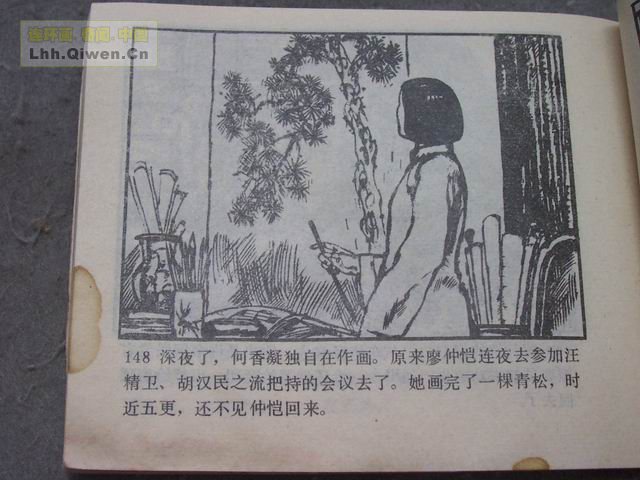 连环画.书网.中国
Lhh.Qiwen.Cn
148 深夜了，何香凝独自在作画。原来廖仲恺连夜去参加汪
精卫、胡汉民之流把持的会议去了。她画完了一棵青松，时
近五更，还不见仲恺回来。